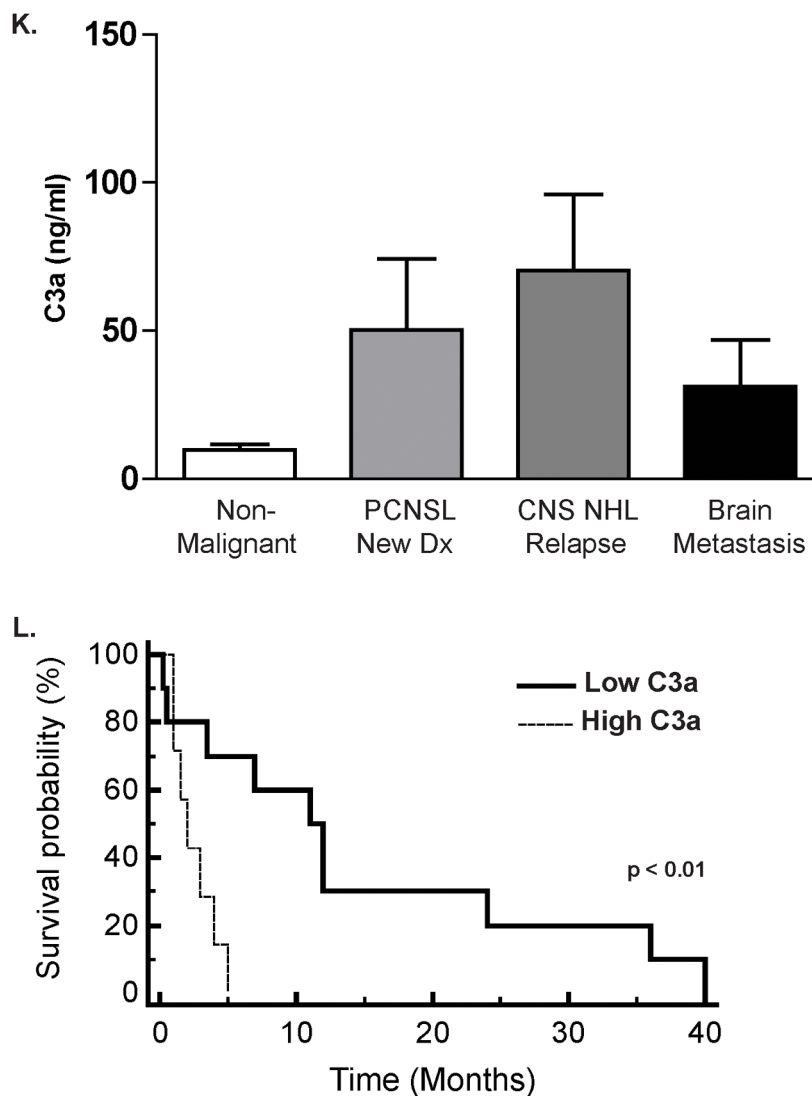 K.
150
100
50
0
C3a (ng/ml)
Non-
Malignant
PCNSL
New Dx
CNS NHL
Relapse
Brain
Metastasis
L.
100
80
60
40
20
0
Survival probability (%)
Low C3a
High C3a
p < 0.01
0 10 20 30 40
Time (Months)